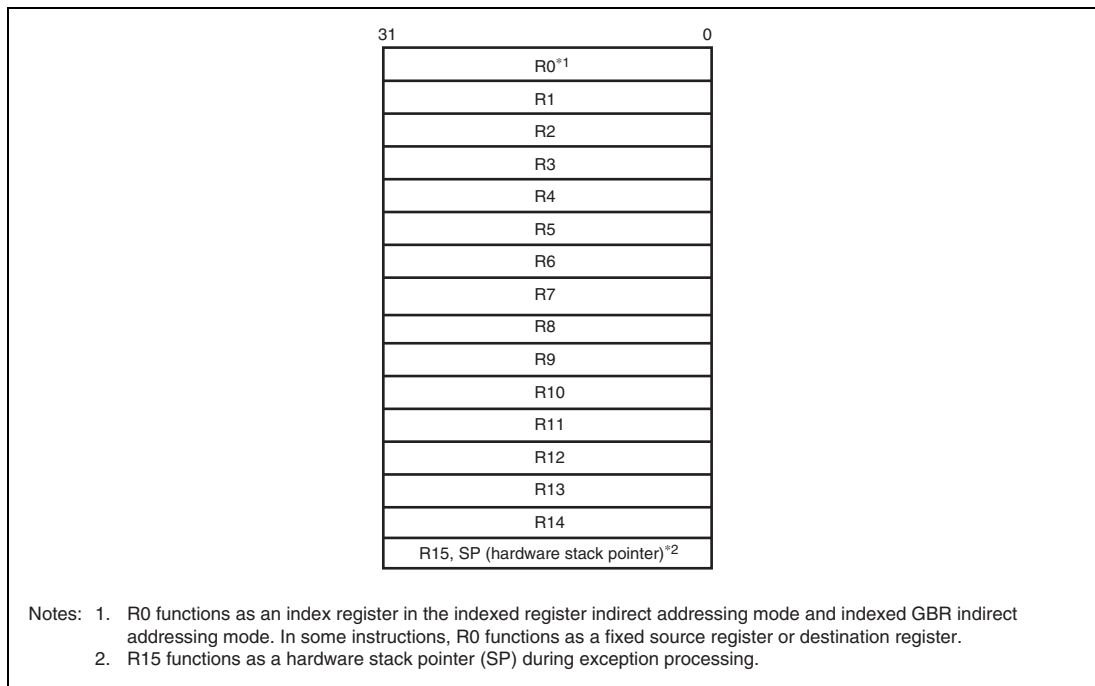 31 0
R0*1
R1
R2
R3
R4
R5
R6
R7
R8
R9
R10
R11
R12
R13
R14
R15, SP (hardware stack pointer)*2
Notes: 1. R0 functions as an index register in the indexed register indirect addressing mode and indexed GBR indirect
addressing mode. In some instructions, R0 functions as a fixed source register or destination register.
2. R15 functions as a hardware stack pointer (SP) during exception processing.